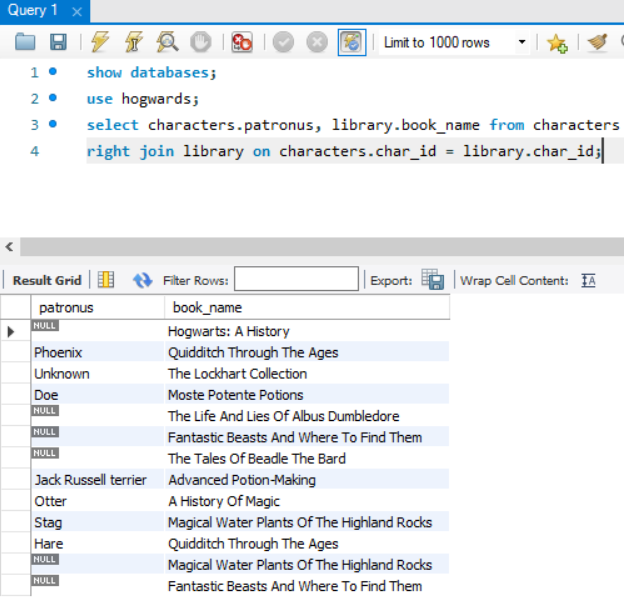 Query 1
Limit to 1000 rows
1 show databases;
2 use hogwards;
3 select characters.patronus, library.book_name from characters
4 right join library on characters.char_id = library.char_id;
Result Grid Filter Rows: Export: Wrap Cell Content:
patronus book_name
NULL Hogwarts: A History
Phoenix Quidditch Through The Ages
Unknown The Lockhart Collection
Doe Moste Potente Potions
NULL The Life And Lies Of Albus Dumbledore
NULL Fantastic Beasts And Where To Find Them
NULL The Tales Of Beadle The Bard
Jack Russell terrier Advanced Potion-Making
Otter A History Of Magic
Stag Magical Water Plants Of The Highland Rocks
Hare Quidditch Through The Ages
NULL Magical Water Plants Of The Highland Rocks
NULL Fantastic Beasts And Where To Find Them